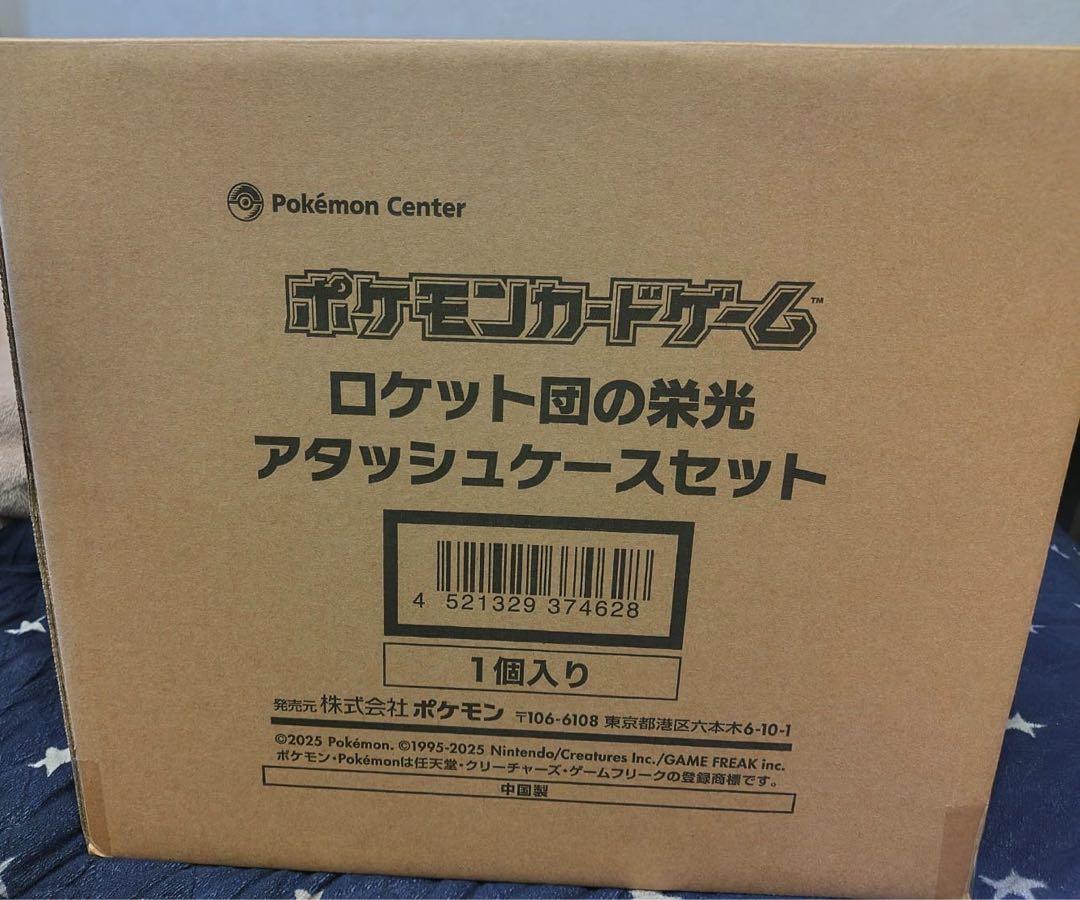 Pokémon Center
ポケモンカードゲーム™
ロケット団の栄光
アタッシュケースセット
4 521329 374628
1個入り
発売元 株式会社 ポケモン 〒106-6108 東京都港区六本木6-10-1
©2025 Pokémon. ©1995-2025 Nintendo/Creatures Inc./GAME FREAK inc.
ポケモン・Pokémonは任天堂・クリーチャーズ・ゲームフリークの登録商標です。
中国製